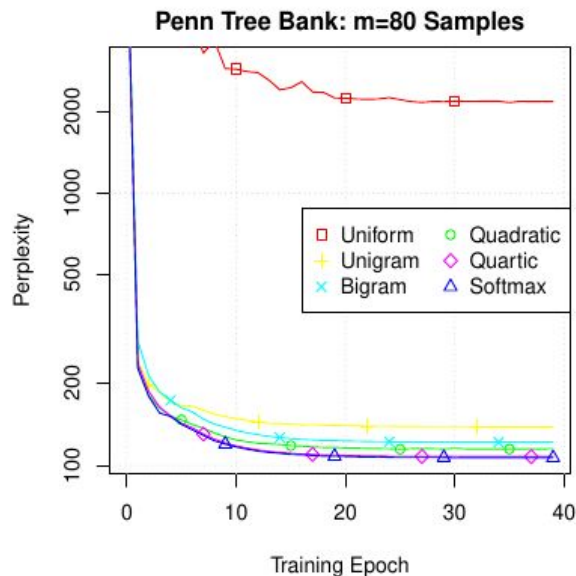 Penn Tree Bank: m=80 Samples
Perplexity
2000
1000
500
200
100
Uniform
Quadratic
Unigram
Quartic
Bigram
Softmax
0 10 20 30 40
Training Epoch